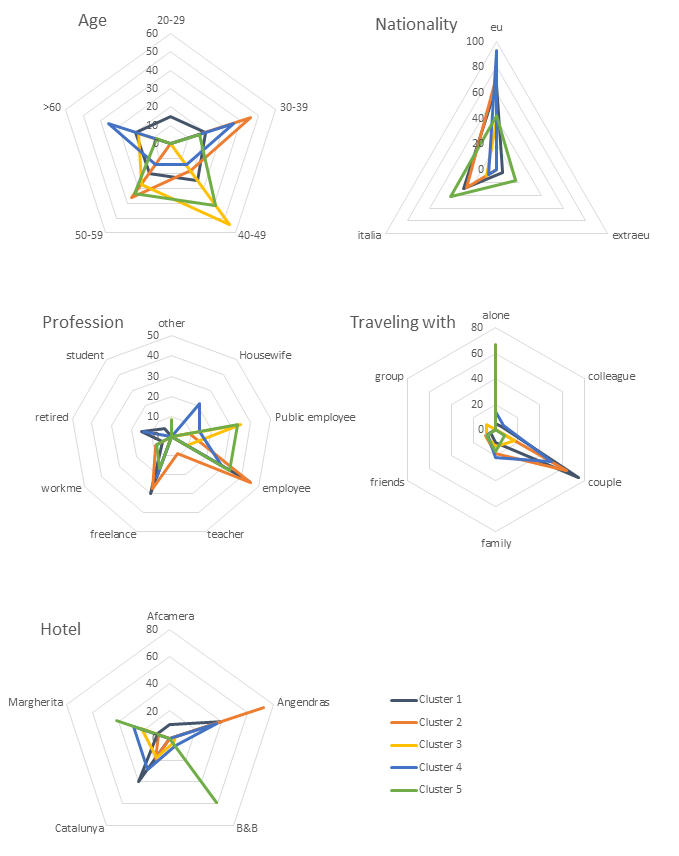 Age
20-29
60
50
40
30
20
10
0
30-39
40-49
50-59
>60
Nationality
eu
100
80
60
40
20
0
extraeu
italia
Profession
other
50
40
30
20
10
0
Housewife
Public employee
employee
teacher
freelance
workme
retired
student
Traveling with
alone
80
60
40
20
0
colleague
couple
family
friends
group
Hotel
Afcamera
80
60
40
20
Angendras
B&B
Catalunya
Margherita
Cluster 1
Cluster 2
Cluster 3
Cluster 4
Cluster 5